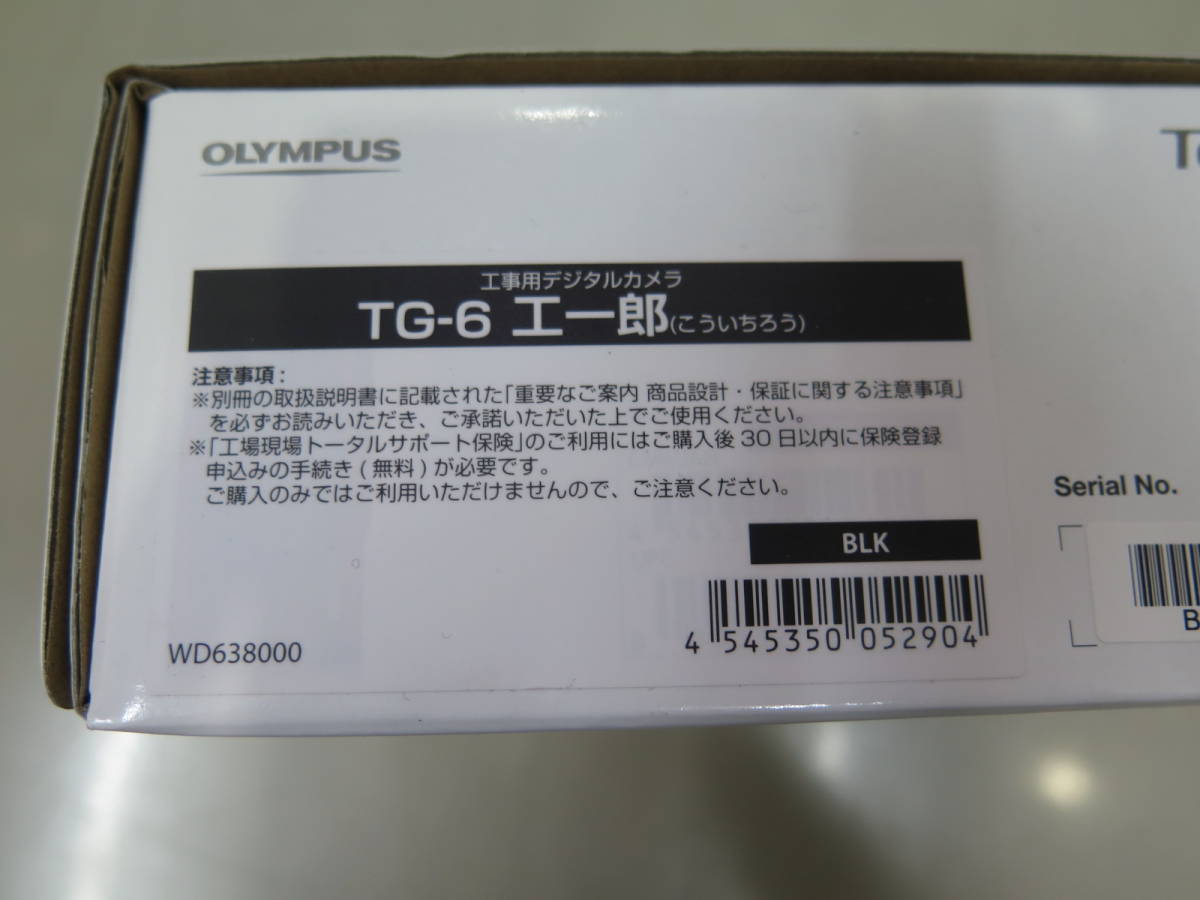 OLYMPUS
工事用デジタルカメラ
TG-6 工一郎(こういちろう)
注意事項:
※別冊の取扱説明書に記載された「重要なご案内 商品設計・保証に関する注意事項」
を必ずお読みいただき、ご承諾いただいた上でご使用ください。
※「工場現場トータルサポート保険」のご利用にはご購入後 30 日以内に保険登録
申込みの手続き(無料)が必要です。
ご購入のみではご利用いただけませんので、ご注意ください。
BLK
4 545350 052904
WD638000
Serial No.